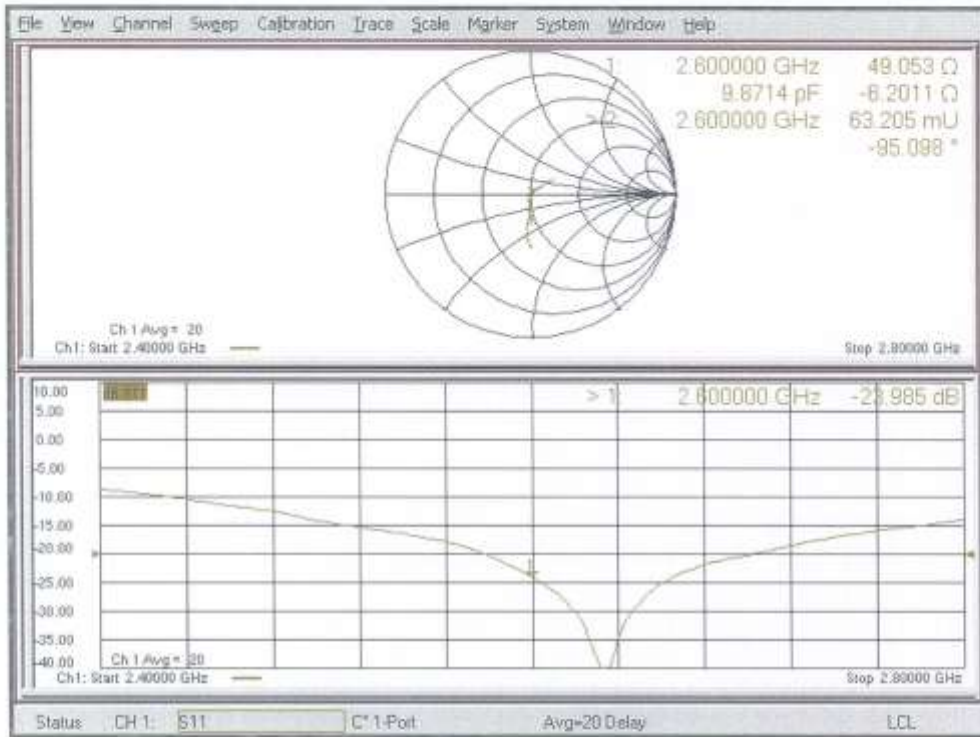 File View Channel Sweep Calibration Trace Scale Marker System Window Help
1 2.600000 GHz 49.053 Ω
9.8714 pF -6.2011 Ω
> 2 2.600000 GHz 63.205 mU
-95.098 °
Ch 1 Avg = 20
Ch1: Start 2.40000 GHz Stop 2.80000 GHz
10.00 > 1 2.600000 GHz -23.985 dB
5.00
0.00
-5.00
-10.00
-15.00
-20.00
-25.00
-30.00
-35.00
-40.00
Ch 1 Avg = 20
Ch1: Start 2.40000 GHz Stop 2.80000 GHz
Status CH 1: S11 C* 1-Port Avg=20 Delay LCL